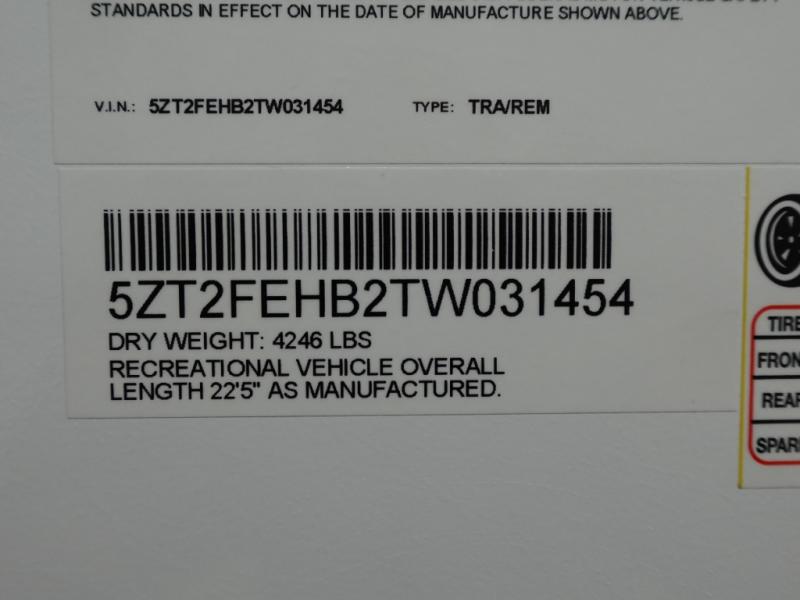 STANDARDS IN EFFECT ON THE DATE OF MANUFACTURE SHOWN ABOVE.
V.I.N.: 5ZT2FEHB2TW031454 TYPE: TRA/REM
5ZT2FEHB2TW031454
DRY WEIGHT: 4246 LBS
RECREATIONAL VEHICLE OVERALL
LENGTH 22'5" AS MANUFACTURED.
TIRE
FRON
REAR
SPAR